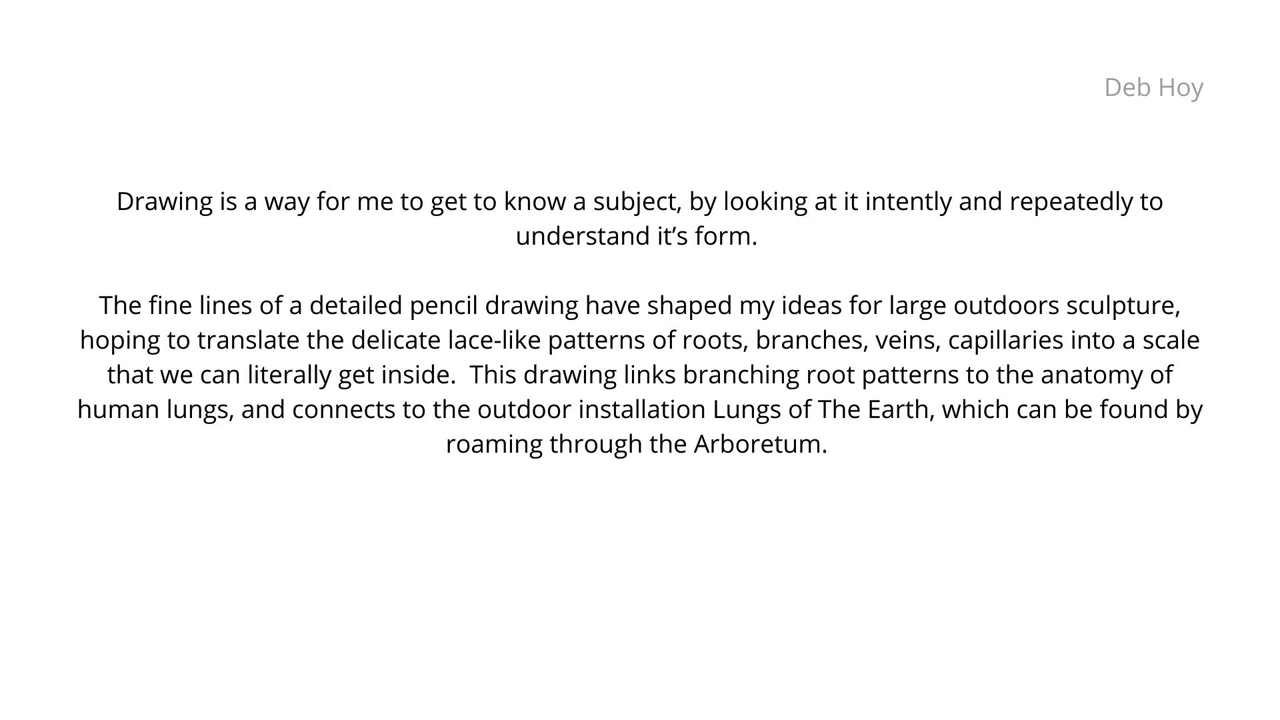 Deb Hoy
Drawing is a way for me to get to know a subject, by looking at it intently and repeatedly to
understand it’s form.
The fine lines of a detailed pencil drawing have shaped my ideas for large outdoors sculpture,
hoping to translate the delicate lace-like patterns of roots, branches, veins, capillaries into a scale
that we can literally get inside.  This drawing links branching root patterns to the anatomy of
human lungs, and connects to the outdoor installation Lungs of The Earth, which can be found by
roaming through the Arboretum.